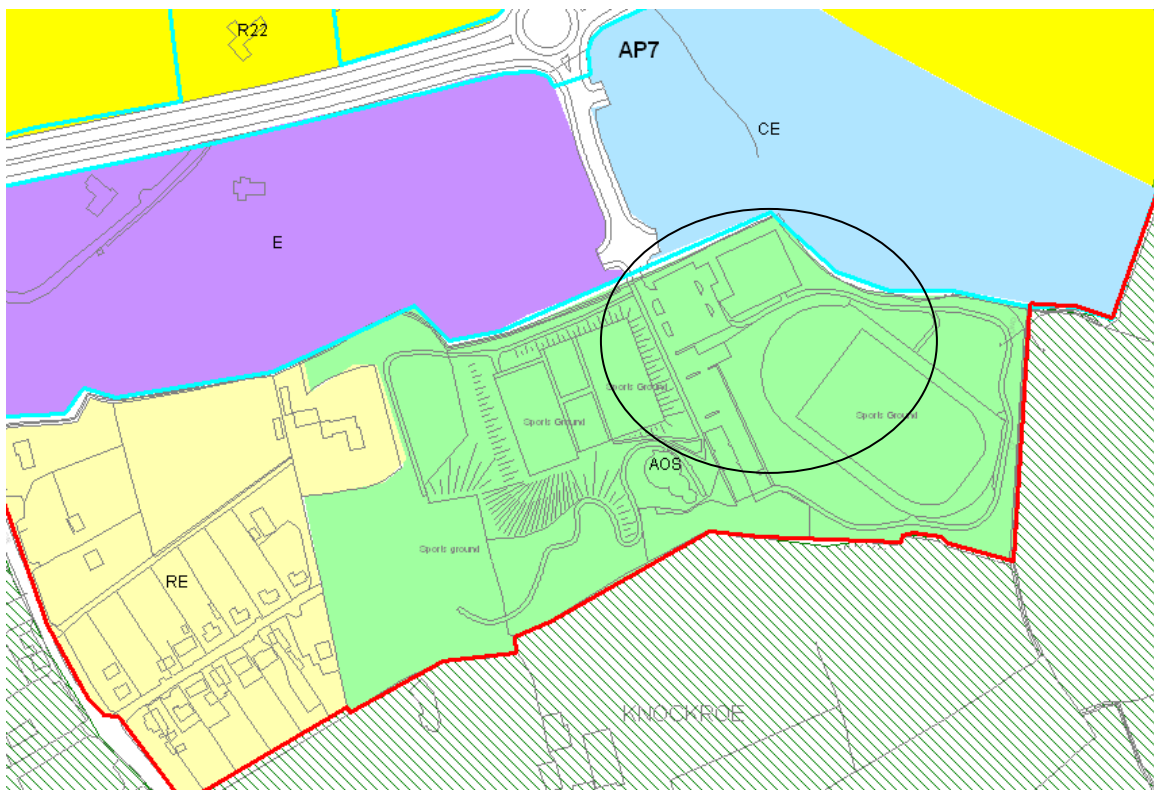 R22
AP7
CE
E
Sports Ground
Sports Ground
Sports Ground
AOS
Sports ground
RE
KNOCKROE